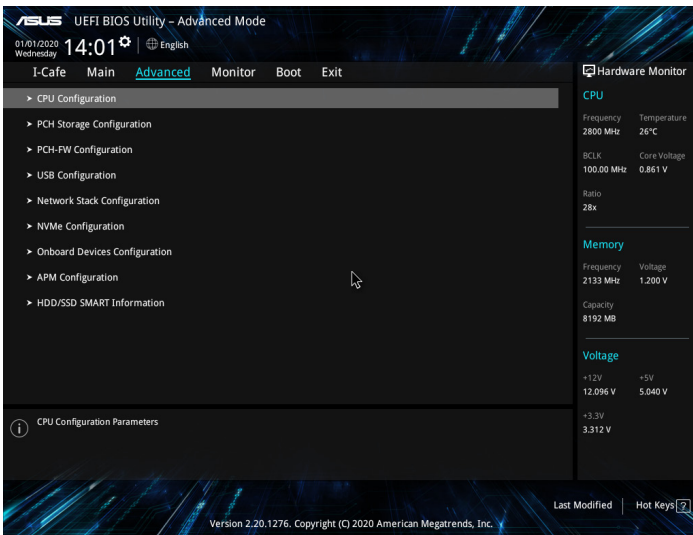 ASUS UEFI BIOS Utility – Advanced Mode
01/01/2020
Wednesday
14:01
English
I-Cafe Main Advanced Monitor Boot Exit
> CPU Configuration
> PCH Storage Configuration
> PCH-FW Configuration
> USB Configuration
> Network Stack Configuration
> NVMe Configuration
> Onboard Devices Configuration
> APM Configuration
> HDD/SSD SMART Information
CPU Configuration Parameters
Hardware Monitor
CPU
Frequency Temperature
2800 MHz 26°C
BCLK Core Voltage
100.00 MHz 0.861 V
Ratio
28x
Memory
Frequency Voltage
2133 MHz 1.200 V
Capacity
8192 MB
Voltage
+12V +5V
12.096 V 5.040 V
+3.3V
3.312 V
Last Modified Hot Keys ?
Version 2.20.1276. Copyright (C) 2020 American Megatrends, Inc.